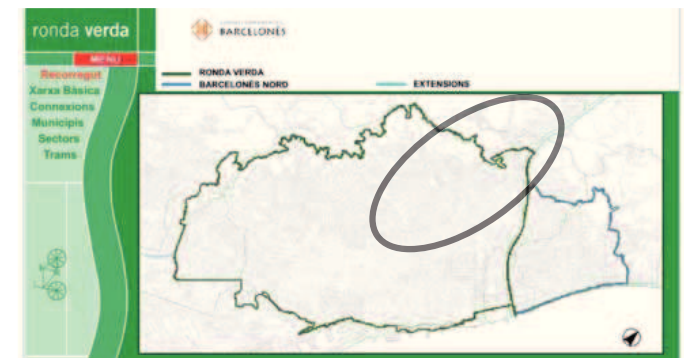 ronda verda
BARCELONÈS
MENU
Recorregut
Xarxa Bàsica
Connexions
Municipis
Sectors
Trams
RONDA VERDA
BARCELONÈS NORD
EXTENSIONS